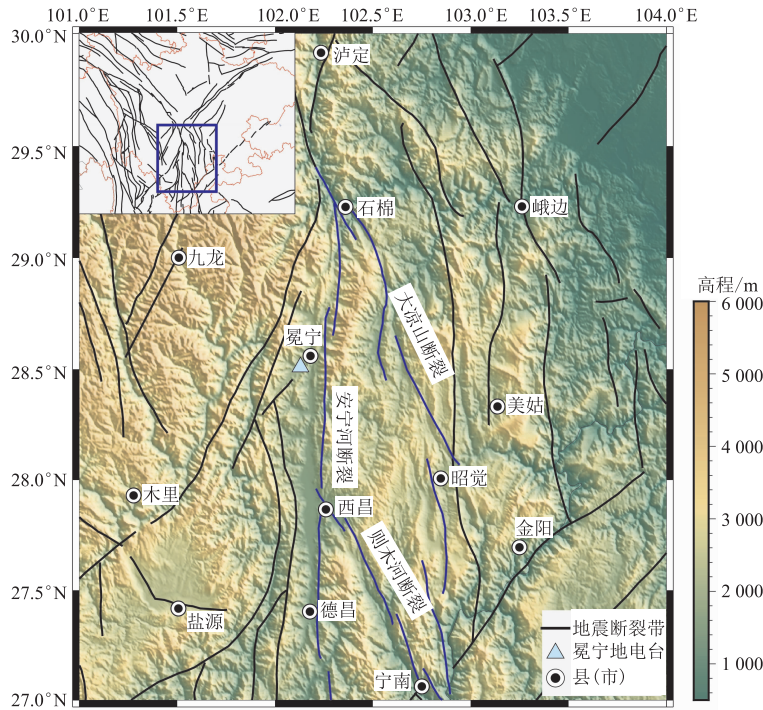 101.0°E 101.5°E 102.0°E 102.5°E 103.0°E 103.5°E 104.0°E
30.0°N
泸定
29.5°N
石棉
峨边
29.0°N
九龙
高程/m
6 000
大凉山断裂
冕宁
28.5°N
5 000
美姑
安宁河断裂
4 000
28.0°N
昭觉
木里
西昌
3 000
则木河断裂
金阳
27.5°N
2 000
盐源
德昌
地震断裂带
冕宁地电台
1 000
宁南
县(市)
27.0°N